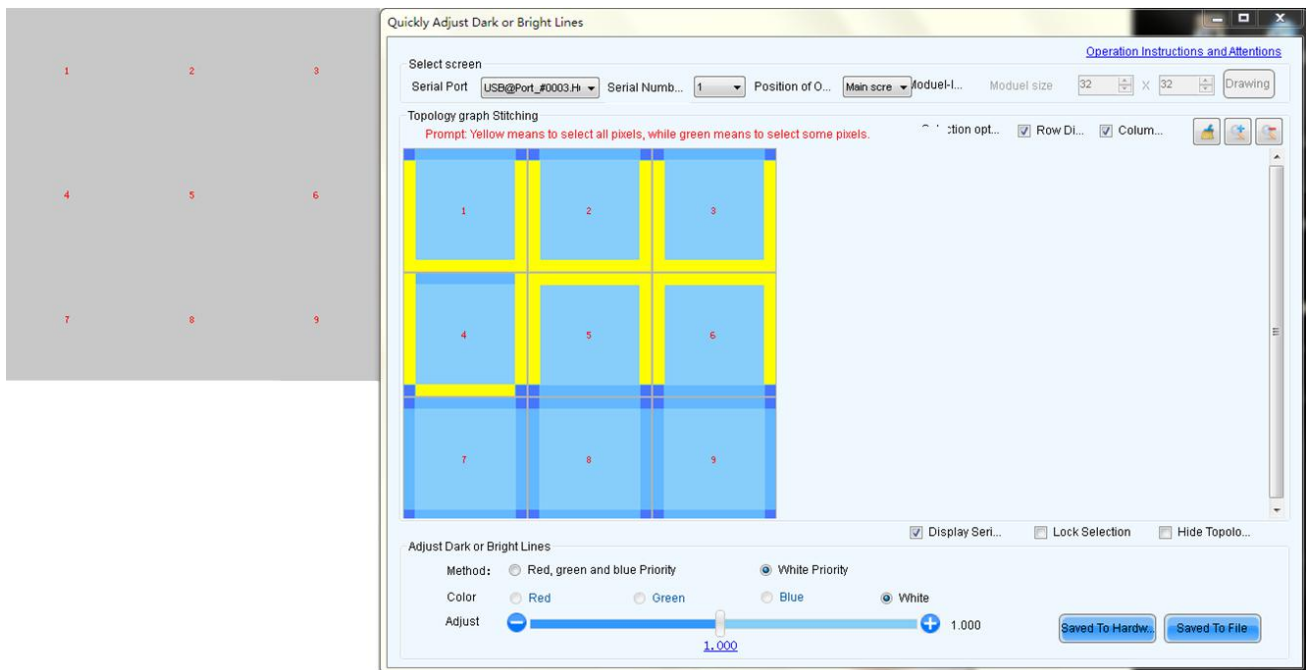 1 2 3
4 5 6
7 8 9
Quickly Adjust Dark or Bright Lines
Operation Instructions and Attentions
Select screen
Serial Port USB@Port_#0003.H Serial Numb... 1 Position of O... Main scre Moduel-I... Moduel size 32 X 32 Drawing
Topology graph Stitching
Prompt: Yellow means to select all pixels, while green means to select some pixels. opt... Row Di... Colum...
1 2 3
4 5 6
7 8 9
Display Seri... Lock Selection Hide Topolo...
Adjust Dark or Bright Lines
Method: Red, green and blue Priority White Priority
Color Red Green Blue White
Adjust 1.000
1.000
Saved To Hardw... Saved To File